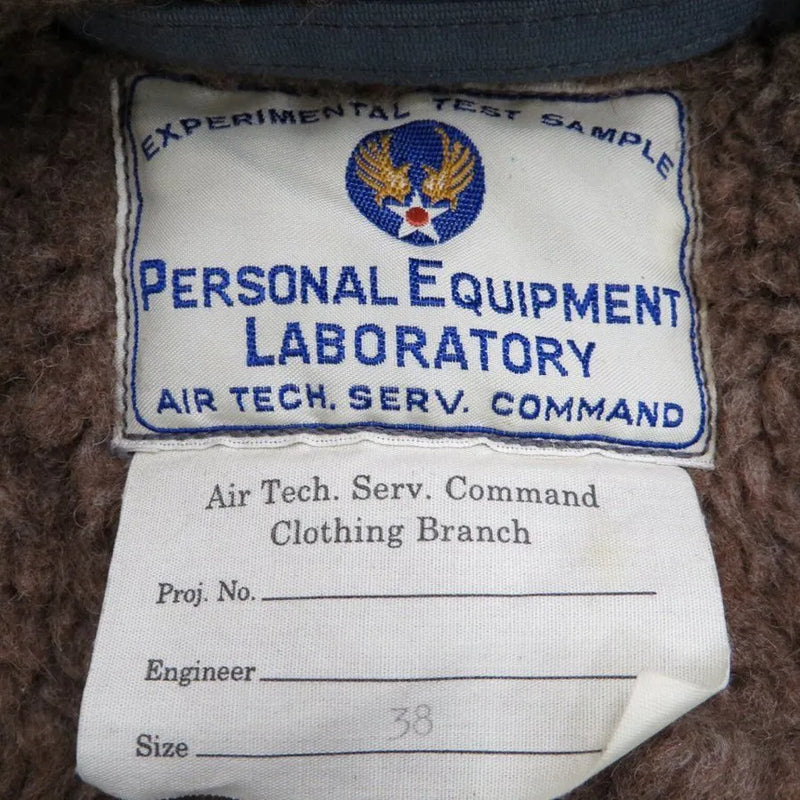 EXPERIMENTAL TEST SAMPLE
PERSONAL EQUIPMENT
LABORATORY
AIR TECH. SERV. COMMAND
Air Tech. Serv. Command
Clothing Branch
Proj. No.
Engineer
38
Size